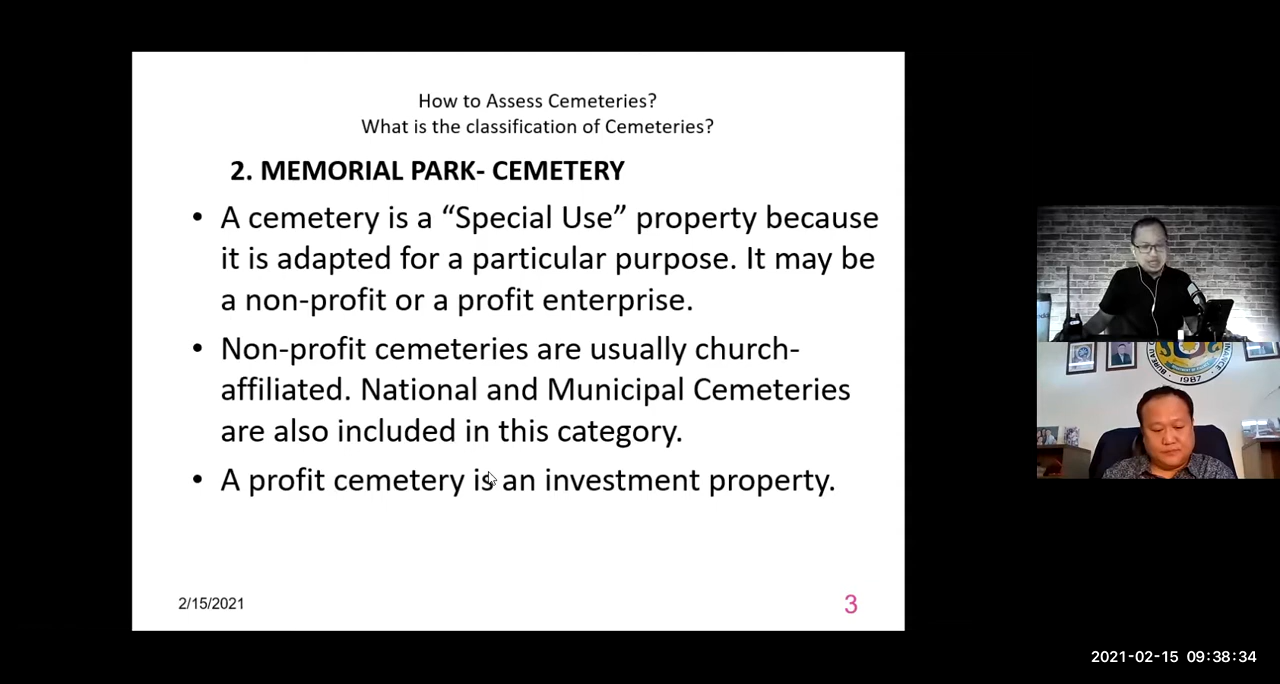 How to Assess Cemeteries?
What is the classification of Cemeteries?
2. MEMORIAL PARK- CEMETERY
• A cemetery is a “Special Use” property because
it is adapted for a particular purpose. It may be
a non-profit or a profit enterprise.
• Non-profit cemeteries are usually church-
affiliated. National and Municipal Cemeteries
are also included in this category.
• A profit cemetery is an investment property.
2/15/2021
3
BUREAU
FINANCE
1987
2021-02-15 09:38:34